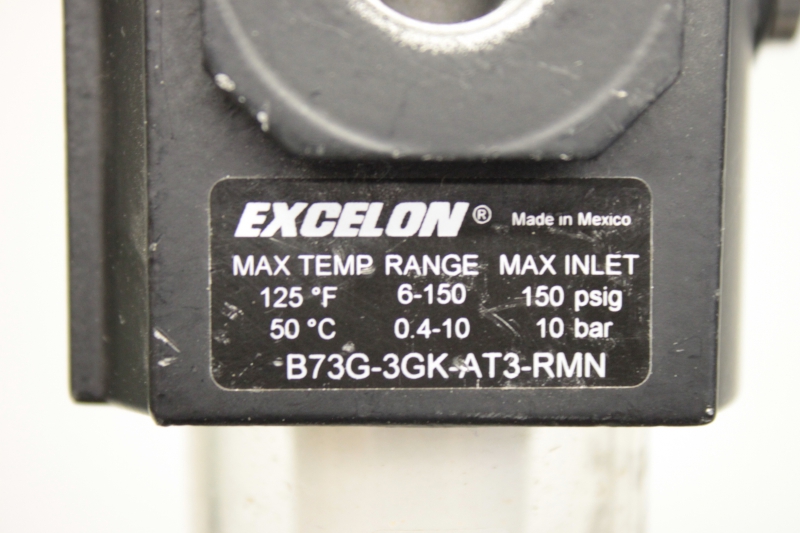 EXCELON® Made in Mexico
MAX TEMP RANGE MAX INLET
125 °F 6-150 150 psig
50 °C 0.4-10 10 bar
B73G-3GK-AT3-RMN